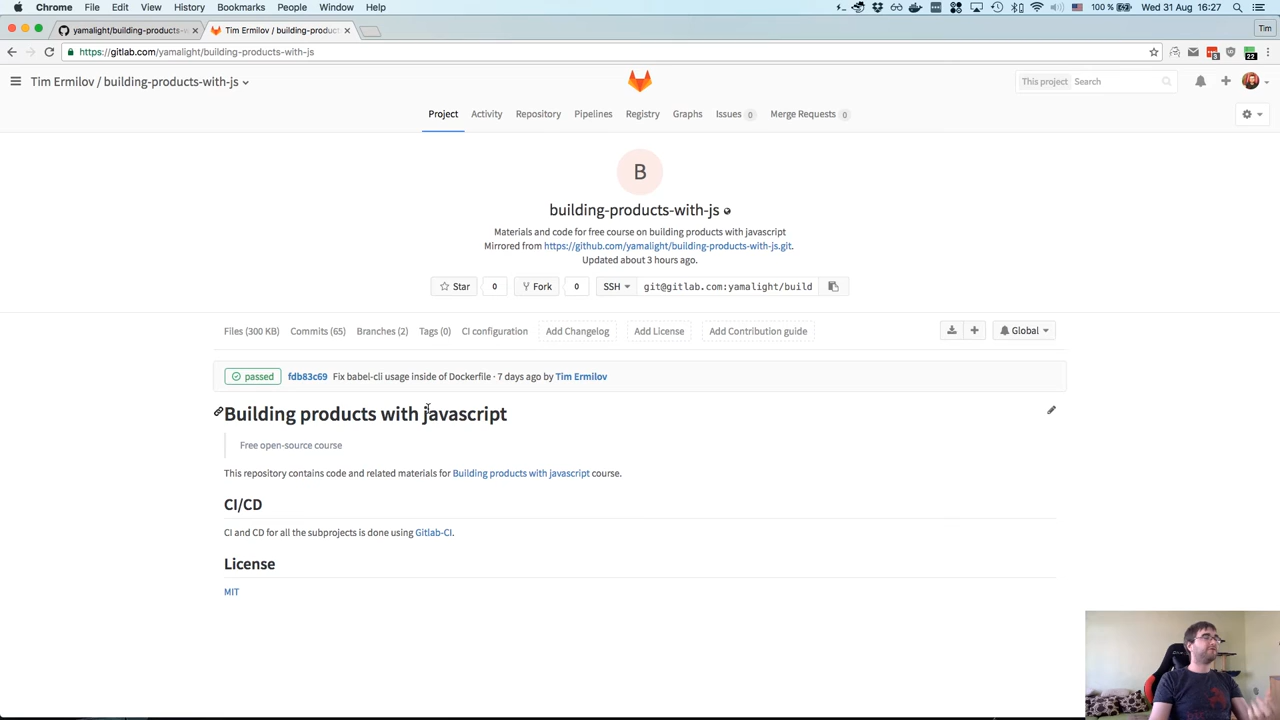 Chrome File Edit View History Bookmarks People Window Help 100 % Wed 31 Aug 16:27
yamalight/building-products-w
Tim Ermilov / building-produc
Tim
https://gitlab.com/yamalight/building-products-with-js
3
22
Tim Ermilov / building-products-with-js
This project Search
Project Activity Repository Pipelines Registry Graphs Issues 0 Merge Requests 0
B
building-products-with-js
Materials and code for free course on building products with javascript
Mirrored from https://github.com/yamalight/building-products-with-js.git.
Updated about 3 hours ago.
Star 0 Fork 0 SSH git@gitlab.com:yamalight/build
Files (300 KB) Commits (65) Branches (2) Tags (0) CI configuration Add Changelog Add License Add Contribution guide Global
passed fdb83c69 Fix babel-cli usage inside of Dockerfile · 7 days ago by Tim Ermilov
Building products with javascript
Free open-source course
This repository contains code and related materials for Building products with javascript course.
CI/CD
CI and CD for all the subprojects is done using Gitlab-CI.
License
MIT